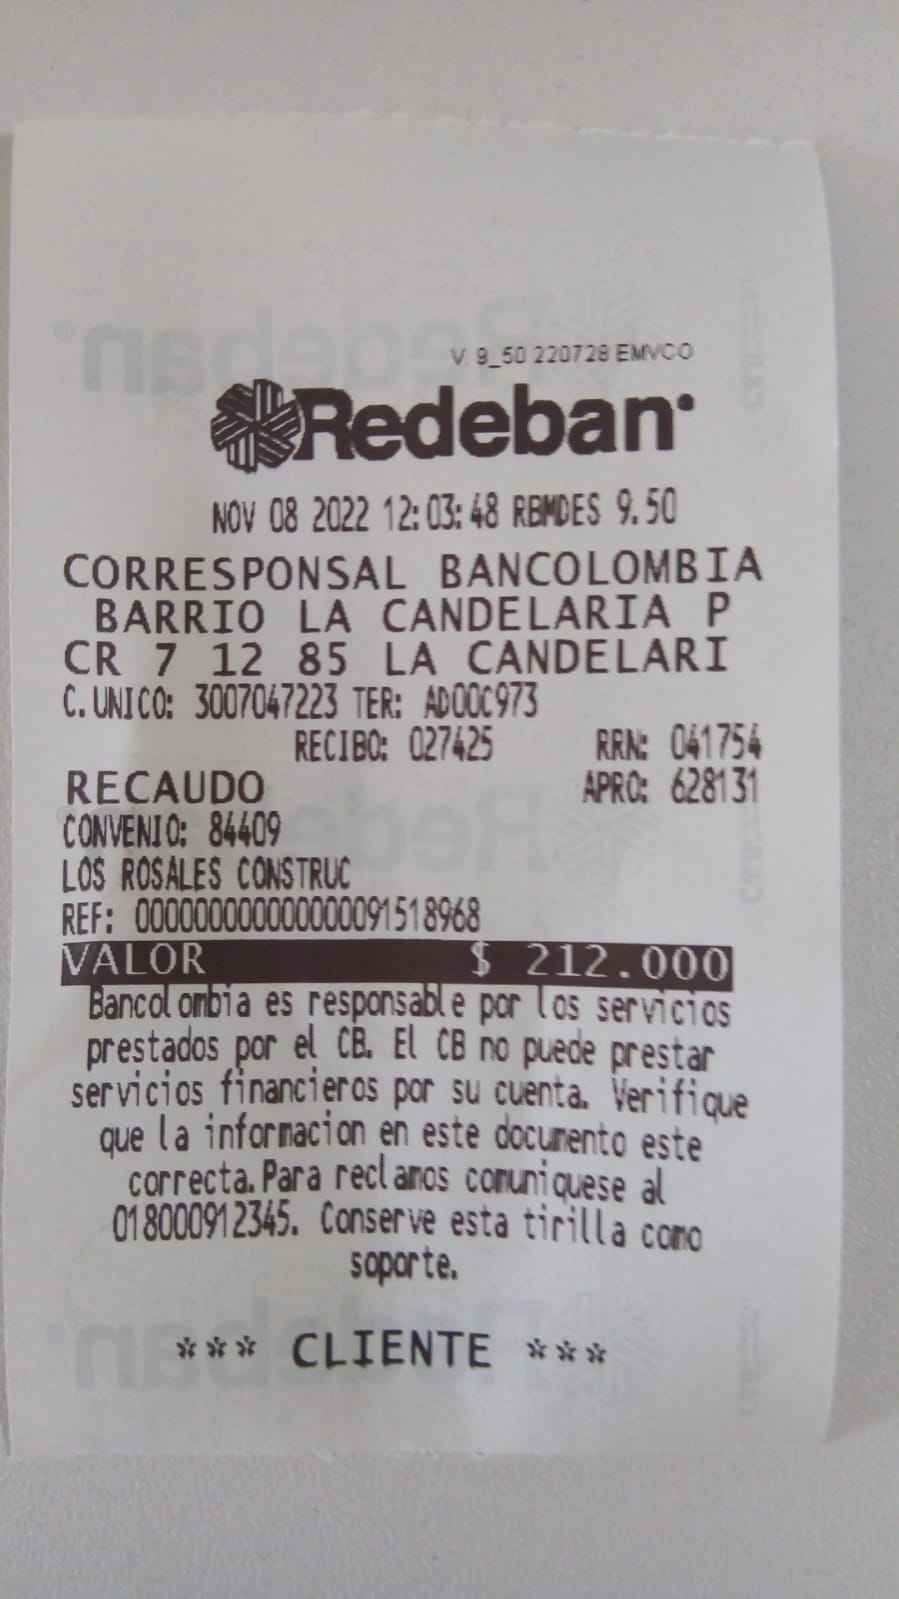 V. 9_50 220728 EMVCO
Redeban
NOV 08 2022 12:03:48 RBMDES 9.50
CORRESPONSAL BANCOLOMBIA
BARRIO LA CANDELARIA P
CR 7 12 85 LA CANDELARI
C.UNICO: 3007047223 TER: AD00C973
RECIBO: 027425 RRN: 041754
RECAUDO APRO: 628131
CONVENIO: 84409
LOS ROSALES CONSTRUC
REF: 000000000000000091518968
VALOR $ 212.000
Bancolombia es responsable por los servicios
prestados por el CB. El CB no puede prestar
servicios financieros por su cuenta. Verifique
que la informacion en este documento este
correcta.Para reclamos comuniquese al
018000912345. Conserve esta tirilla como
soporte.
*** CLIENTE ***